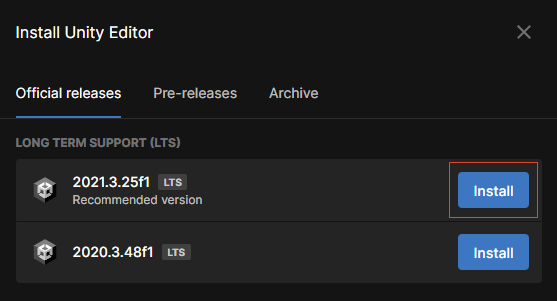 Install Unity Editor
Official releases Pre-releases Archive
LONG TERM SUPPORT (LTS)
2021.3.25f1 LTS
Recommended version
Install
2020.3.48f1 LTS
Install